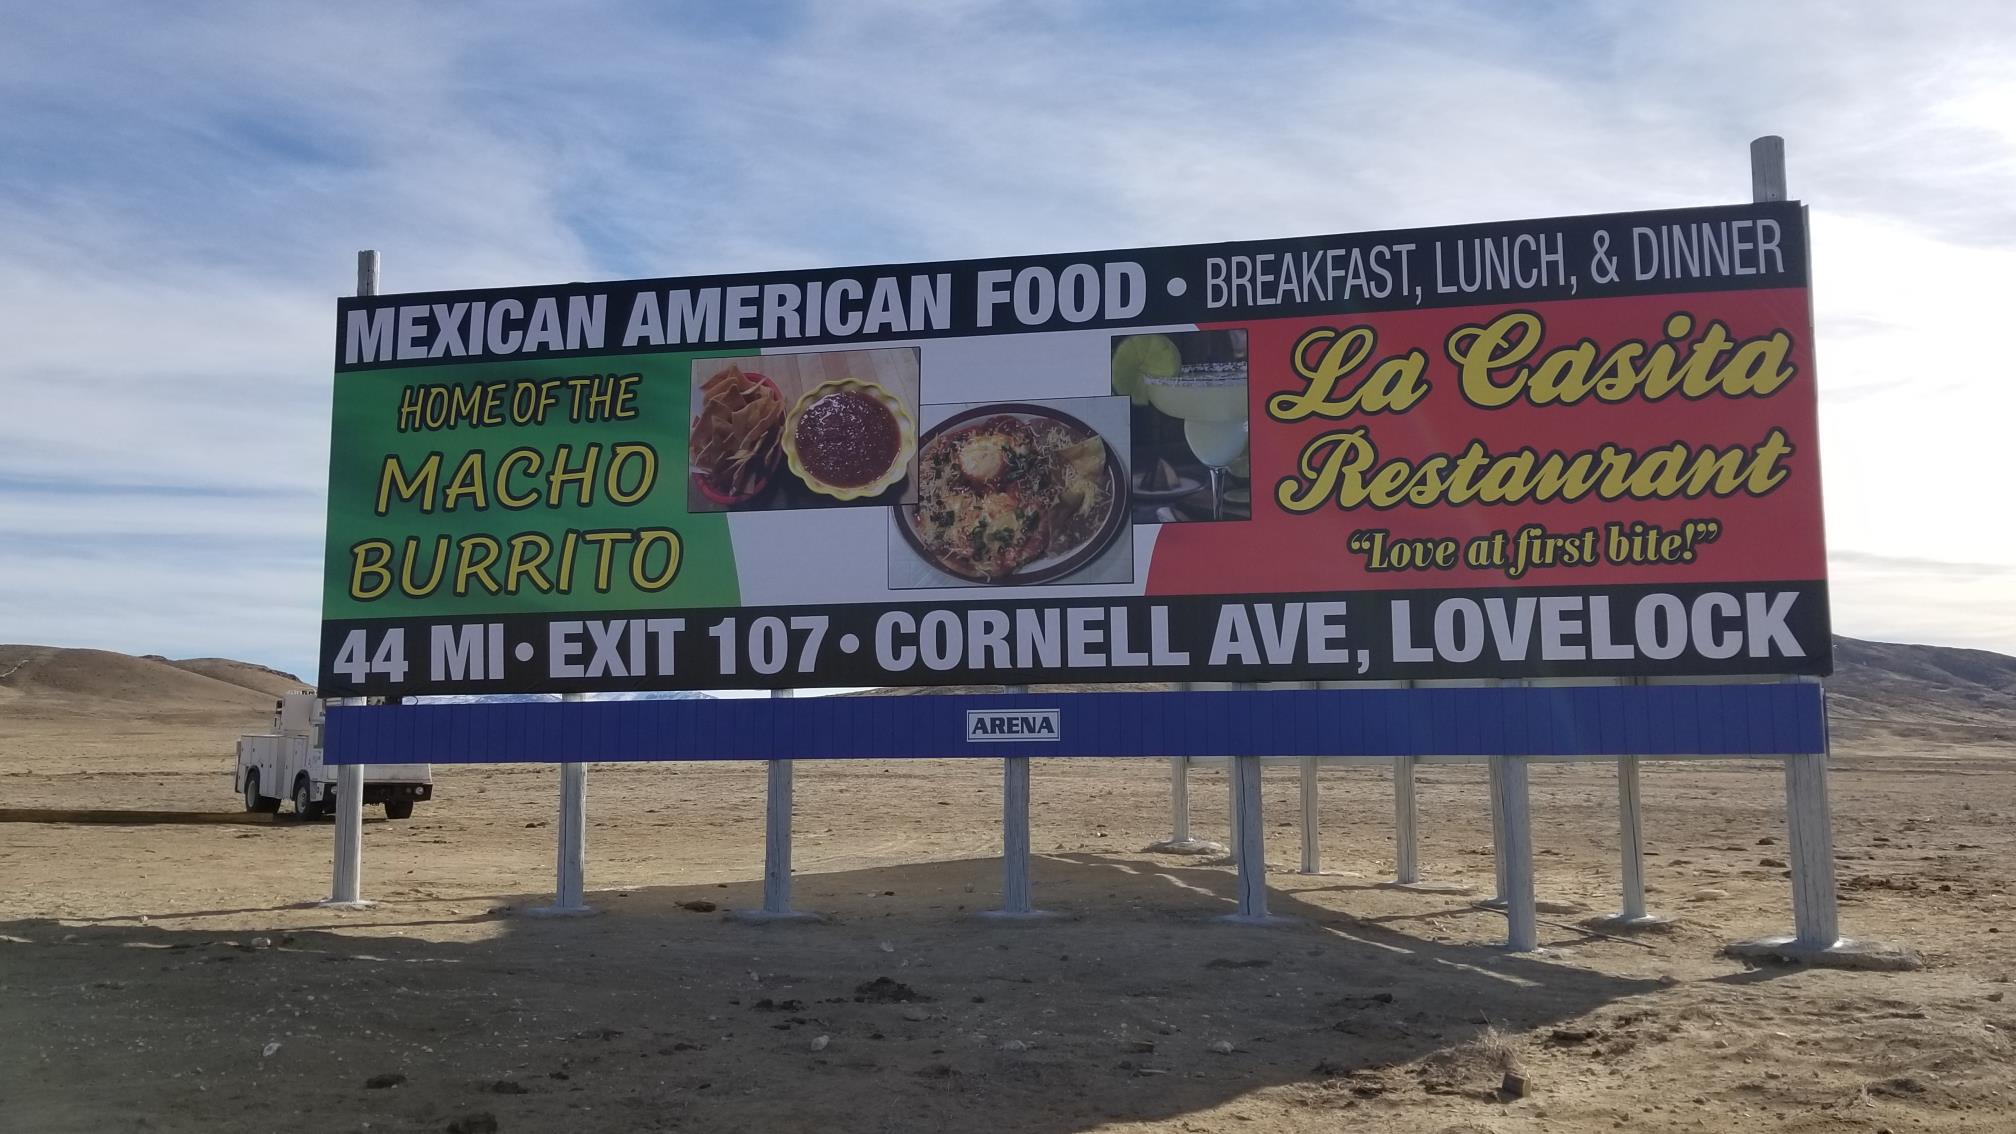 MEXICAN AMERICAN FOOD • BREAKFAST, LUNCH, & DINNER
HOME OF THE
MACHO
BURRITO
La Casita
Restaurant
“Love at first bite!”
44 MI • EXIT 107 • CORNELL AVE, LOVELOCK
ARENA